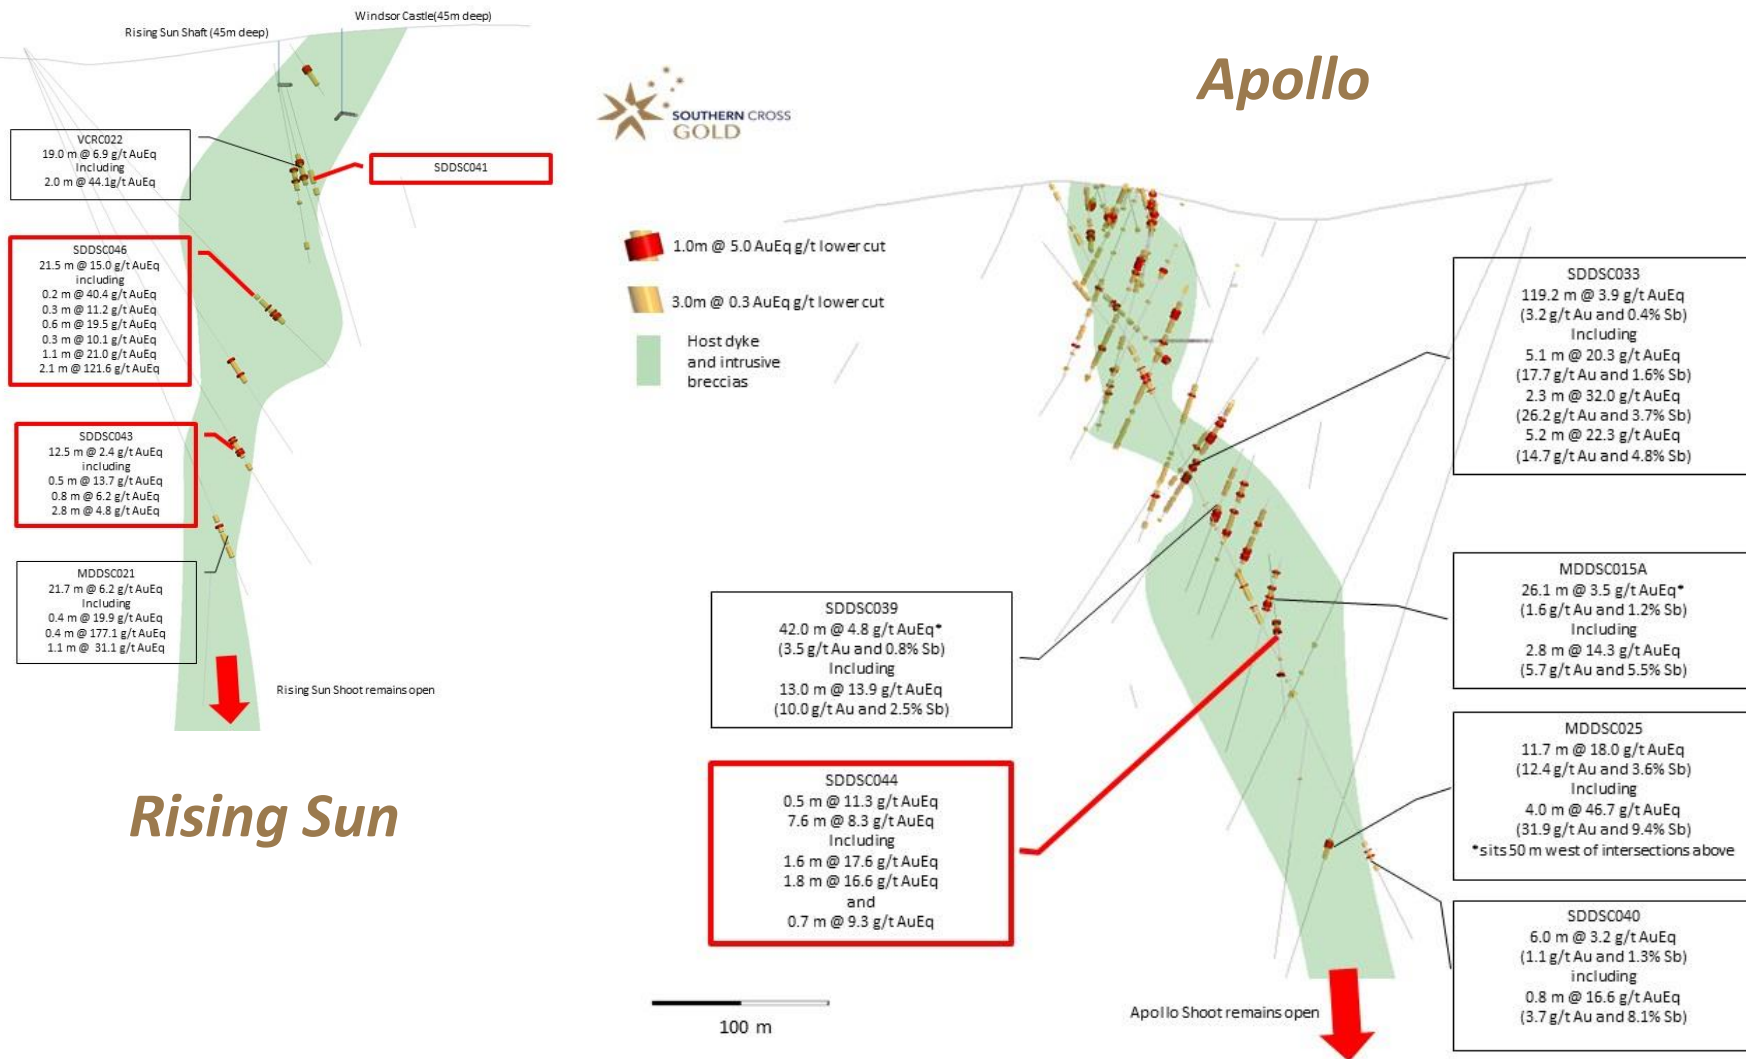 Windsor Castle(45m deep)
Rising Sun Shaft (45m deep)
VCRC022
19.0 m @ 6.9 g/t AuEq
Including
2.0 m @ 44.1g/t AuEq
SDDSC041
SDDSC046
21.5 m @ 15.0 g/t AuEq
including
0.2 m @ 40.4 g/t AuEq
0.3 m @ 11.2 g/t AuEq
0.6 m @ 19.5 g/t AuEq
0.3 m @ 10.1 g/t AuEq
1.1 m @ 21.0 g/t AuEq
2.1 m @ 121.6 g/t AuEq
SDDSC043
12.5 m @ 2.4 g/t AuEq
including
0.5 m @ 13.7 g/t AuEq
0.8 m @ 6.2 g/t AuEq
2.8 m @ 4.8 g/t AuEq
MDDSC021
21.7 m @ 6.2 g/t AuEq
Including
0.4 m @ 19.9 g/t AuEq
0.4 m @ 177.1 g/t AuEq
1.1 m @ 31.1 g/t AuEq
Rising Sun Shoot remains open
Rising Sun
SOUTHERN CROSS
GOLD
Apollo
1.0m @ 5.0 AuEq g/t lower cut
3.0m @ 0.3 AuEq g/t lower cut
Host dyke
and intrusive
breccias
SDDSC039
42.0 m @ 4.8 g/t AuEq*
(3.5 g/t Au and 0.8% Sb)
Including
13.0 m @ 13.9 g/t AuEq
(10.0 g/t Au and 2.5% Sb)
SDDSC044
0.5 m @ 11.3 g/t AuEq
7.6 m @ 8.3 g/t AuEq
Including
1.6 m @ 17.6 g/t AuEq
1.8 m @ 16.6 g/t AuEq
and
0.7 m @ 9.3 g/t AuEq
100 m
SDDSC033
119.2 m @ 3.9 g/t AuEq
(3.2 g/t Au and 0.4% Sb)
Including
5.1 m @ 20.3 g/t AuEq
(17.7 g/t Au and 1.6% Sb)
2.3 m @ 32.0 g/t AuEq
(26.2 g/t Au and 3.7% Sb)
5.2 m @ 22.3 g/t AuEq
(14.7 g/t Au and 4.8% Sb)
MDDSC015A
26.1 m @ 3.5 g/t AuEq*
(1.6 g/t Au and 1.2% Sb)
Including
2.8 m @ 14.3 g/t AuEq
(5.7 g/t Au and 5.5% Sb)
MDDSC025
11.7 m @ 18.0 g/t AuEq
(12.4 g/t Au and 3.6% Sb)
Including
4.0 m @ 46.7 g/t AuEq
(31.9 g/t Au and 9.4% Sb)
*sits 50 m west of intersections above
SDDSC040
6.0 m @ 3.2 g/t AuEq
(1.1 g/t Au and 1.3% Sb)
including
0.8 m @ 16.6 g/t AuEq
(3.7 g/t Au and 8.1% Sb)
Apollo Shoot remains open